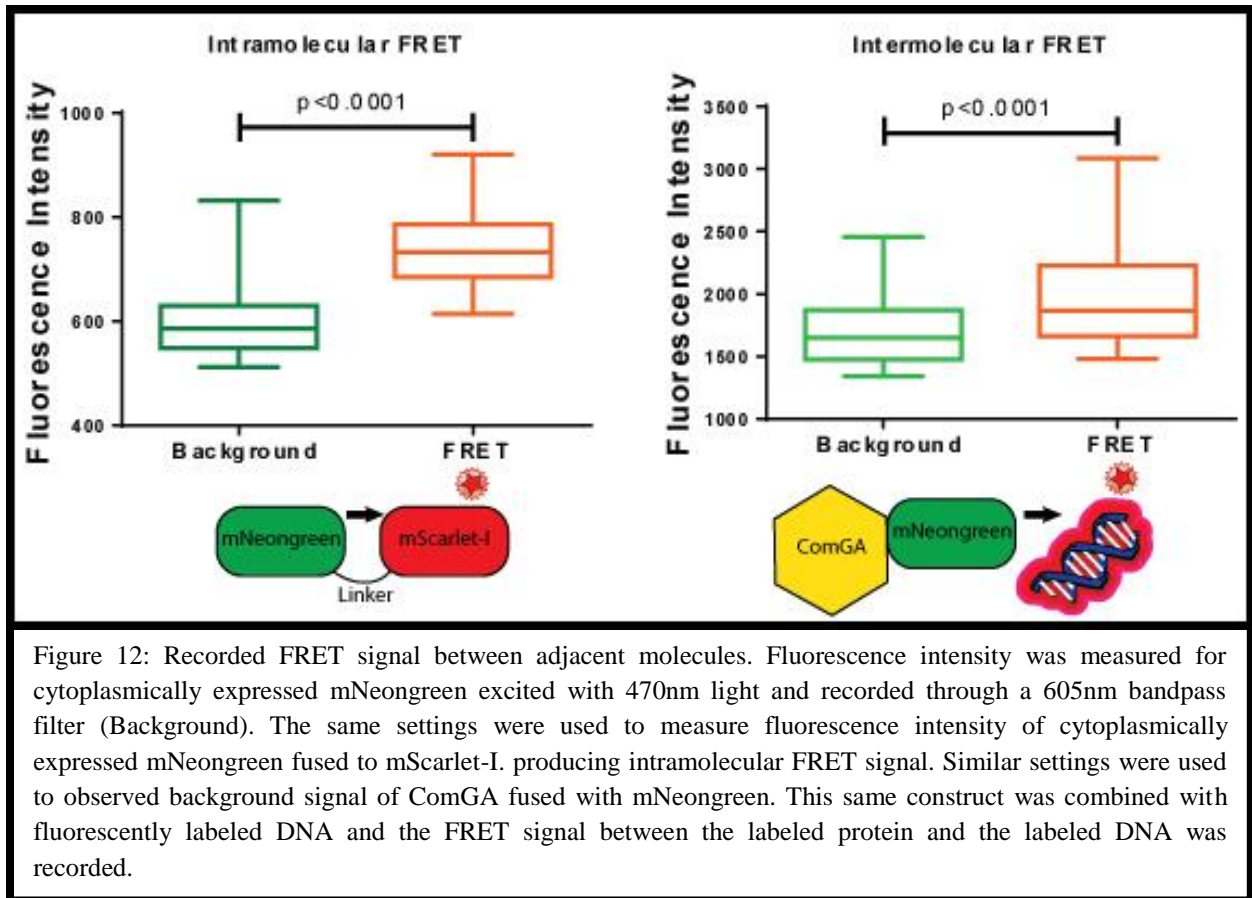 Intramolecular FRET
Fluorescence Intensity
1000
800
600
400
p<0.0001
Background
FRET
mNeongreen
mScarlet-I
Linker
Intermolecular FRET
Fluorescence Intensity
3500
3000
2500
2000
1500
1000
p<0.0001
Background
FRET
ComGA
mNeongreen
Figure 12: Recorded FRET signal between adjacent molecules. Fluorescence intensity was measured for
cytoplasmically expressed mNeongreen excited with 470nm light and recorded through a 605nm bandpass
filter (Background). The same settings were used to measure fluorescence intensity of cytoplasmically
expressed mNeongreen fused to mScarlet-I. producing intramolecular FRET signal. Similar settings were used
to observed background signal of ComGA fused with mNeongreen. This same construct was combined with
fluorescently labeled DNA and the FRET signal between the labeled protein and the labeled DNA was
recorded.